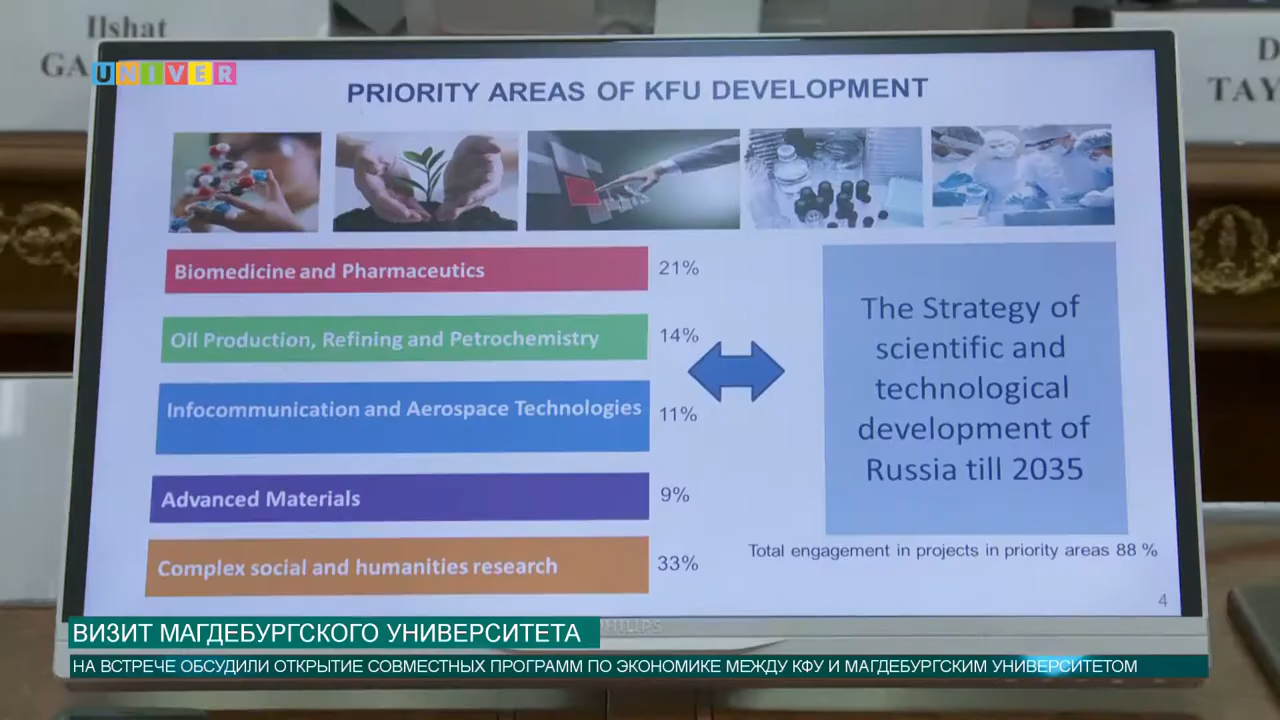 Ilshat
GA
UNIVER
D
TAY
PRIORITY AREAS OF KFU DEVELOPMENT
Biomedicine and Pharmaceutics 21%
Oil Production, Refining and Petrochemistry 14%
Infocommunication and Aerospace Technologies 11%
Advanced Materials 9%
Complex social and humanities research 33%
The Strategy of
scientific and
technological
development of
Russia till 2035
Total engagement in projects in priority areas 88 %
4
PHILIPS
ВИЗИТ МАГДЕБУРГСКОГО УНИВЕРСИТЕТА
НА ВСТРЕЧЕ ОБСУДИЛИ ОТКРЫТИЕ СОВМЕСТНЫХ ПРОГРАММ ПО ЭКОНОМИКЕ МЕЖДУ КФУ И МАГДЕБУРГСКИМ УНИВЕРСИТЕТОМ